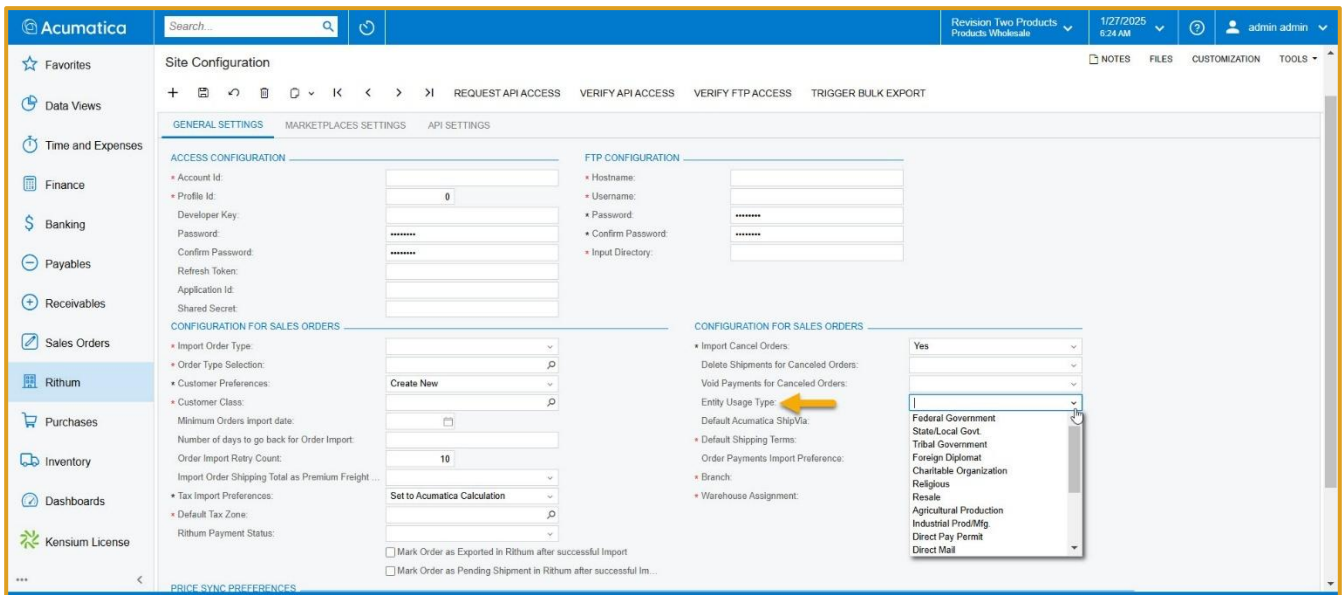 Acumatica
Search...
Revision Two Products
Products Wholesale
1/27/2025
6:24 AM
admin admin
Favorites
Data Views
Time and Expenses
Finance
Banking
Payables
Receivables
Sales Orders
Rithum
Purchases
Inventory
Dashboards
Kensium License
Site Configuration
NOTES FILES CUSTOMIZATION TOOLS
REQUEST API ACCESS VERIFY API ACCESS VERIFY FTP ACCESS TRIGGER BULK EXPORT
GENERAL SETTINGS MARKETPLACES SETTINGS API SETTINGS
ACCESS CONFIGURATION
* Account Id:
* Profile Id: 0
Developer Key:
Password: ••••••••
Confirm Password: ••••••••
Refresh Token:
Application Id:
Shared Secret:
FTP CONFIGURATION
* Hostname:
* Username:
* Password: ••••••••
* Confirm Password: ••••••••
* Input Directory:
CONFIGURATION FOR SALES ORDERS
* Import Order Type:
* Order Type Selection:
* Customer Preferences: Create New
* Customer Class:
Minimum Orders import date:
Number of days to go back for Order Import:
Order Import Retry Count: 10
Import Order Shipping Total as Premium Freight ...
* Tax Import Preferences: Set to Acumatica Calculation
* Default Tax Zone:
Rithum Payment Status:
Mark Order as Exported in Rithum after successful Import
Mark Order as Pending Shipment in Rithum after successful Im...
CONFIGURATION FOR SALES ORDERS
* Import Cancel Orders: Yes
Delete Shipments for Canceled Orders:
Void Payments for Canceled Orders:
Entity Usage Type:
Default Acumatica ShipVia:
* Default Shipping Terms:
Order Payments Import Preference:
* Branch:
* Warehouse Assignment:
Federal Government
State/Local Govt.
Tribal Government
Foreign Diplomat
Charitable Organization
Religious
Resale
Agricultural Production
Industrial Prod/Mfg.
Direct Pay Permit
Direct Mail
PRICE SYNC PREFERENCES